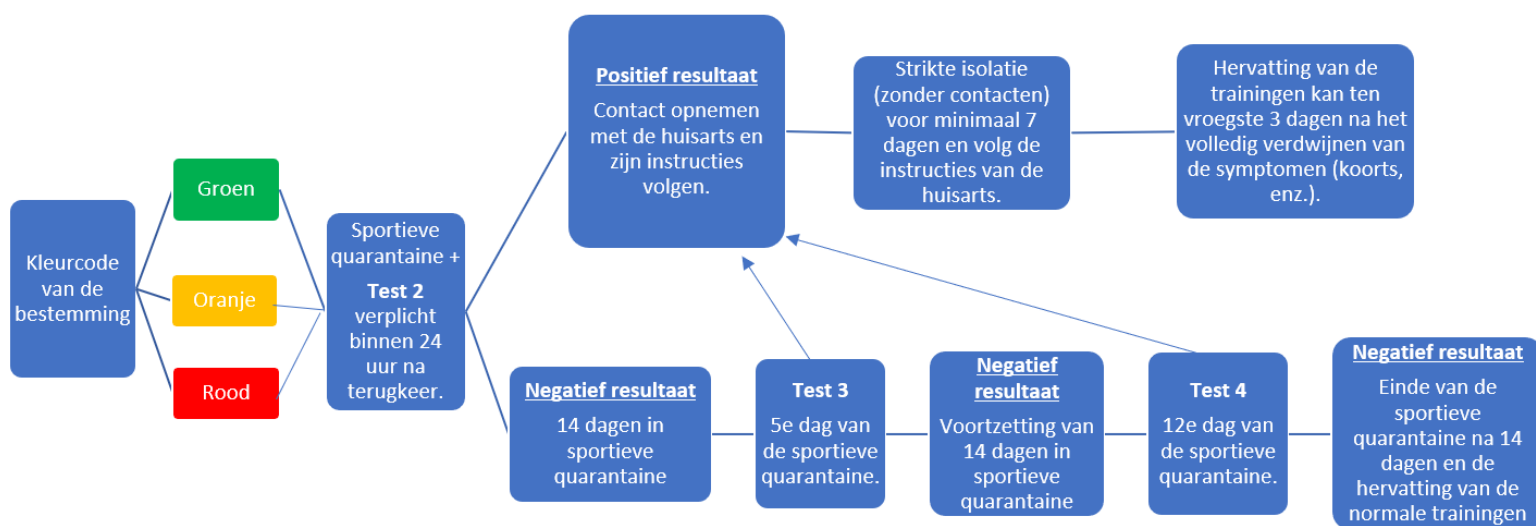 Kleurcode
van de
bestemming
Groen
Oranje
Rood
Sportieve
quarantaine +
Test 2
verplicht
binnen 24
uur na
terugkeer.
Positief resultaat
Contact opnemen
met de huisarts en
zijn instructies
volgen.
Strikte isolatie
(zonder contacten)
voor minimaal 7
dagen en volg de
instructies van de
huisarts.
Hervatting van de
trainingen kan ten
vroegste 3 dagen na het
volledig verdwijnen van
de symptomen (koorts,
enz.).
Negatief resultaat
14 dagen in
sportieve
quarantaine
Test 3
5e dag van
de sportieve
quarantaine.
Negatief
resultaat
Voortzetting van
14 dagen in
sportieve
quarantaine
Test 4
12e dag van
de sportieve
quarantaine.
Negatief resultaat
Einde van de
sportieve
quarantaine na 14
dagen en de
hervatting van de
normale trainingen